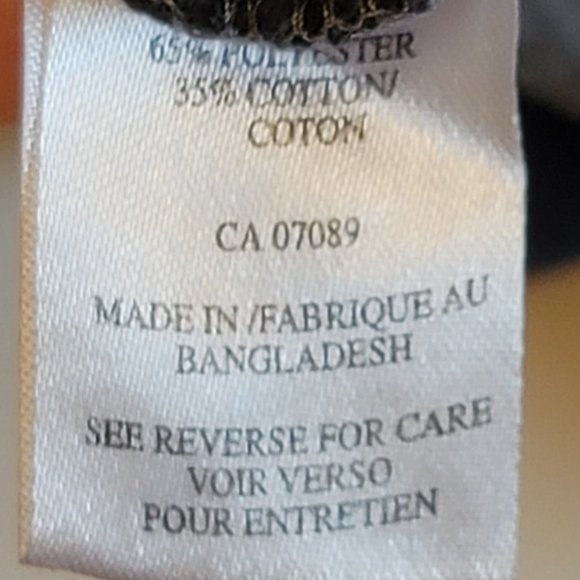 65% POLYESTER
35% COTTON/
COTON
CA 07089
MADE IN /FABRIQUE AU
BANGLADESH
SEE REVERSE FOR CARE
VOIR VERSO
POUR ENTRETIEN